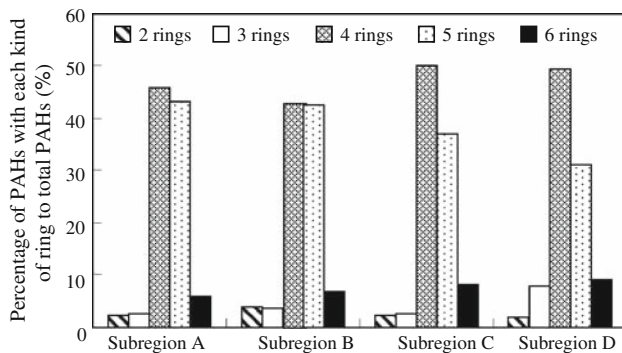 Percentage of PAHs with each kind
of ring to total PAHs (%)
60
50
40
30
20
10
0
2 rings 3 rings 4 rings 5 rings 6 rings
Subregion A Subregion B Subregion C Subregion D